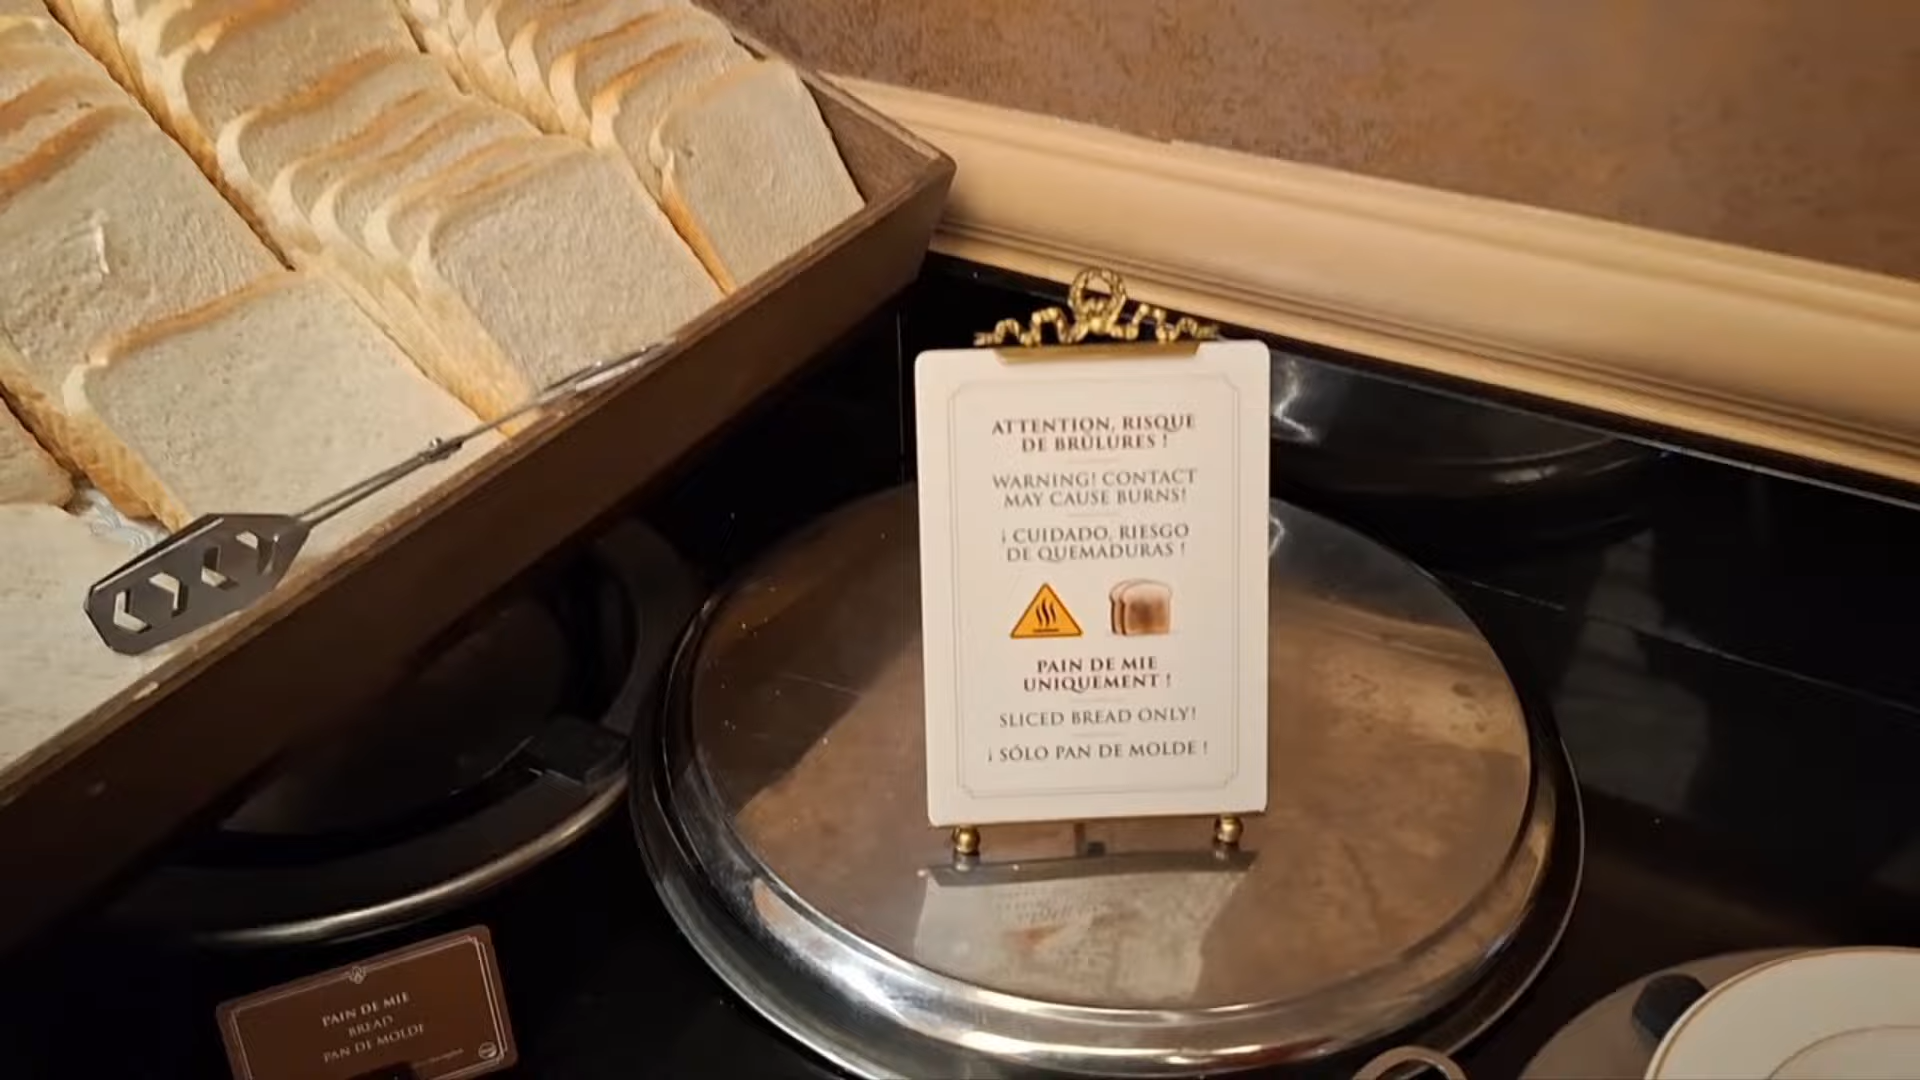 ATTENTION, RISQUE
DE BRÛLURES !
WARNING! CONTACT
MAY CAUSE BURNS!
¡ CUIDADO, RIESGO
DE QUEMADURAS !
PAIN DE MIE
UNIQUEMENT !
SLICED BREAD ONLY!
¡ SÓLO PAN DE MOLDE !
PAIN DE MIE
BREAD
PAN DE MOLDE